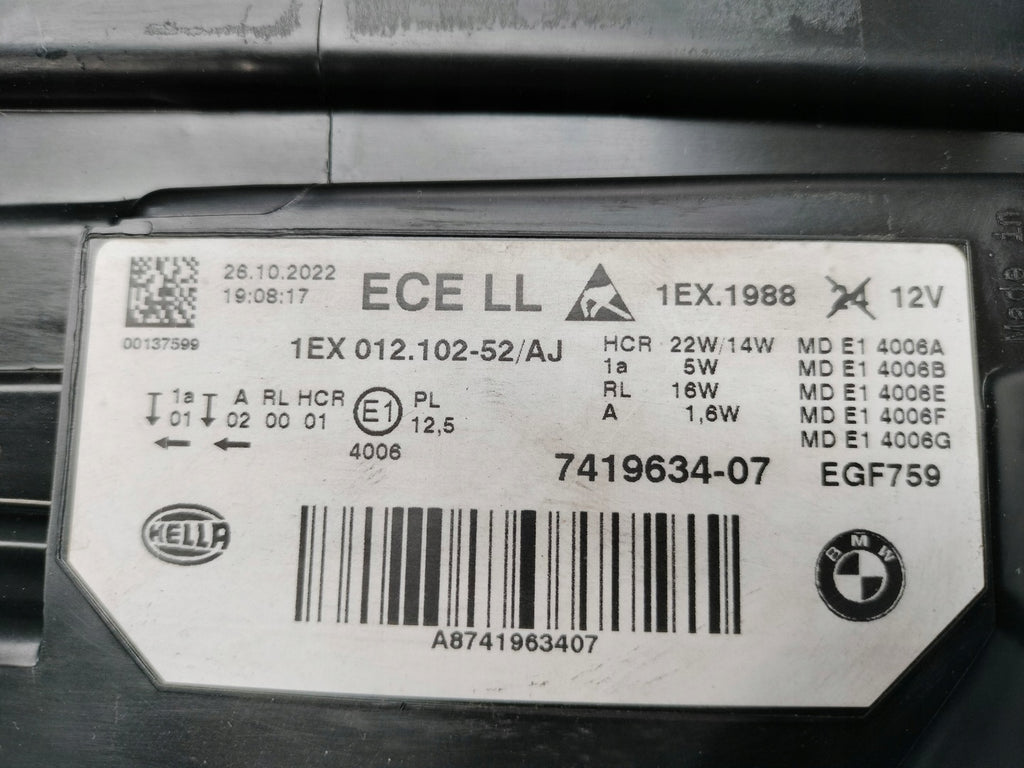 26.10.2022
19:08:17
00137599
ECE LL
1EX.1988
24 12V
1EX 012.102-52/AJ
HCR 22W/14W
1a 5W
RL 16W
A 1,6W
MD E1 4006A
MD E1 4006B
MD E1 4006E
MD E1 4006F
MD E1 4006G
1a A RL HCR
01 02 00 01
E1
4006
PL
12,5
7419634-07
EGF759
HELLA
BMW
A8741963407
Made in